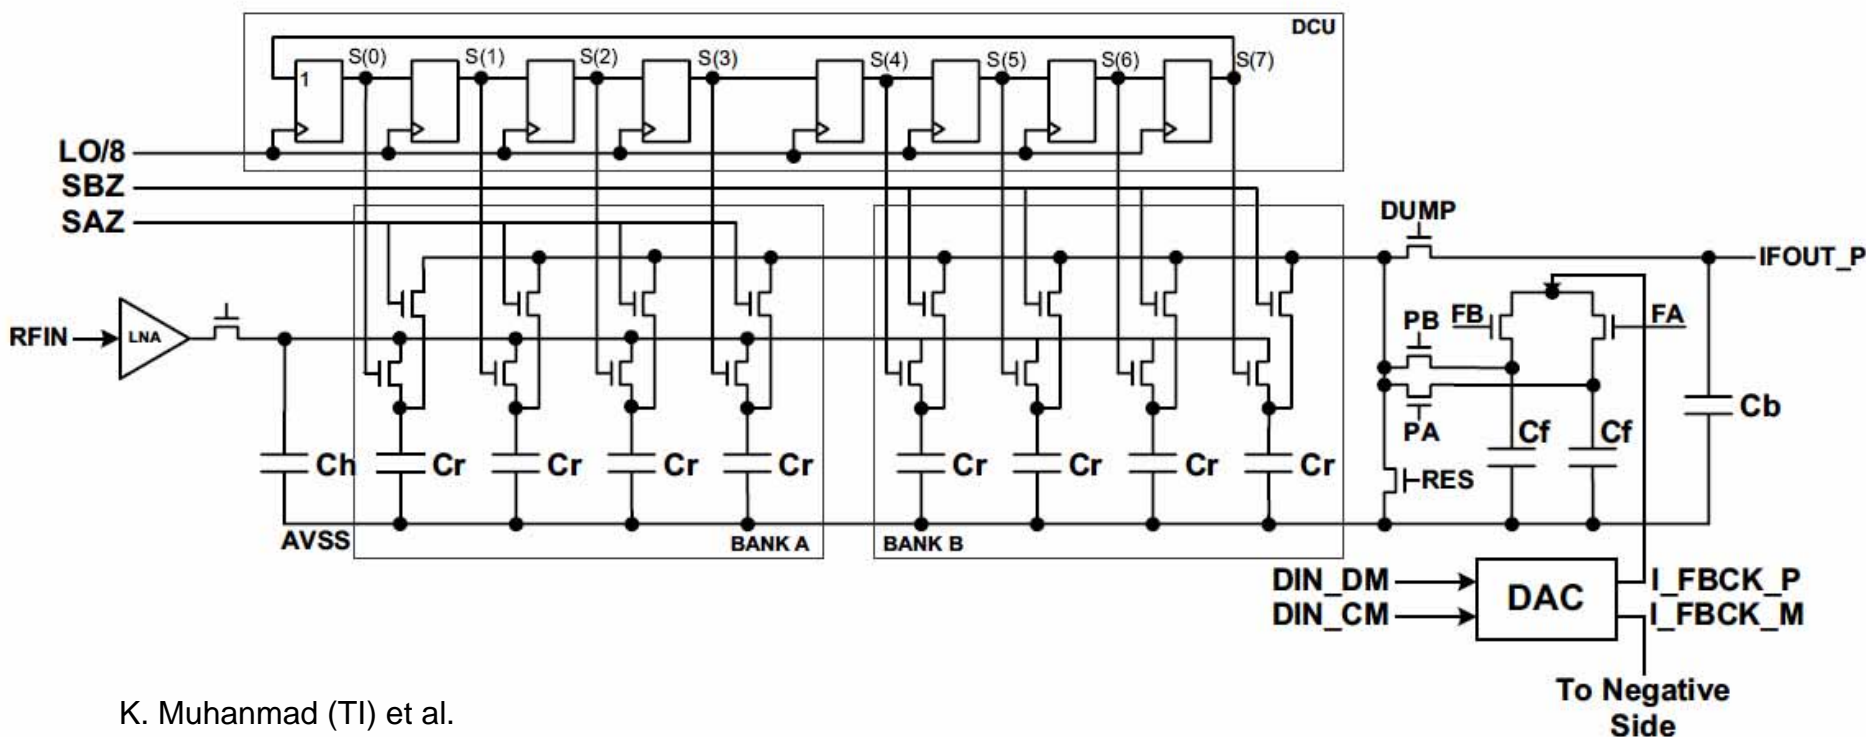 DCU
S(0) S(1) S(2) S(3) S(4) S(5) S(6) S(7)
1
LO/8
SBZ
SAZ
DUMP
IFOUT_P
RFIN LNA
PB FB FA
PA
Ch Cr Cr Cr Cr Cr Cr Cr Cr Cf Cf Cb
RES
AVSS BANK A BANK B
DIN_DM DAC I_FBCK_P
DIN_CM I_FBCK_M
To Negative
Side
K. Muhanmad (TI) et al.